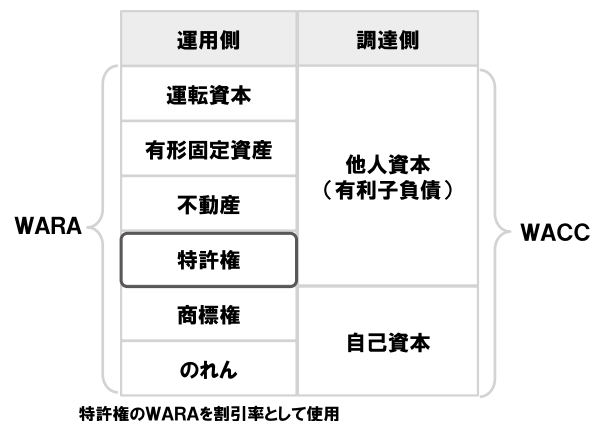 運用側
調達側
運転資本
有形固定資産
不動産
特許権
商標権
のれん
他人資本
（有利子負債）
自己資本
WARA
WACC
特許権のWARAを割引率として使用